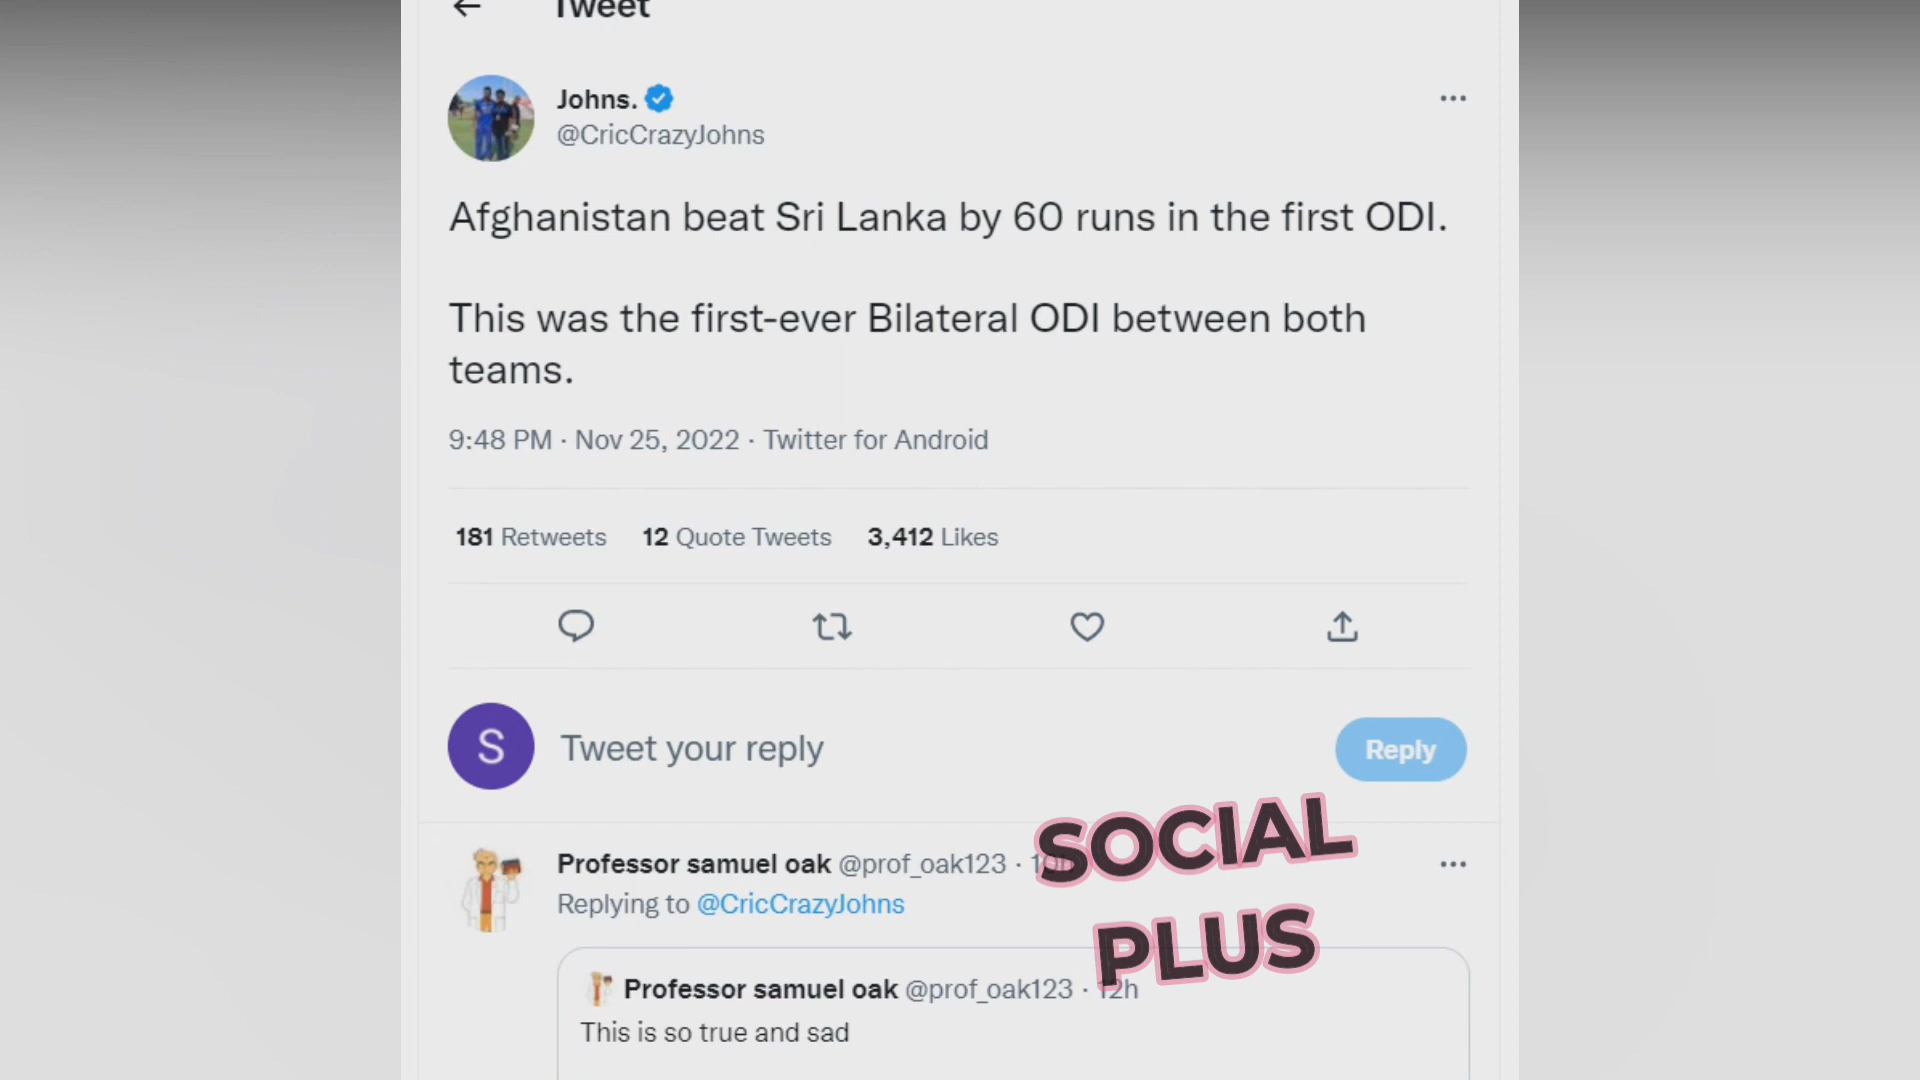 Tweet
Johns.
@CricCrazyJohns
Afghanistan beat Sri Lanka by 60 runs in the first ODI.
This was the first-ever Bilateral ODI between both
teams.
9:48 PM · Nov 25, 2022 · Twitter for Android
181 Retweets 12 Quote Tweets 3,412 Likes
S
Tweet your reply
Reply
Professor samuel oak @prof_oak123 ·
Replying to @CricCrazyJohns
SOCIAL
PLUS
Professor samuel oak @prof_oak123 · 12h
This is so true and sad